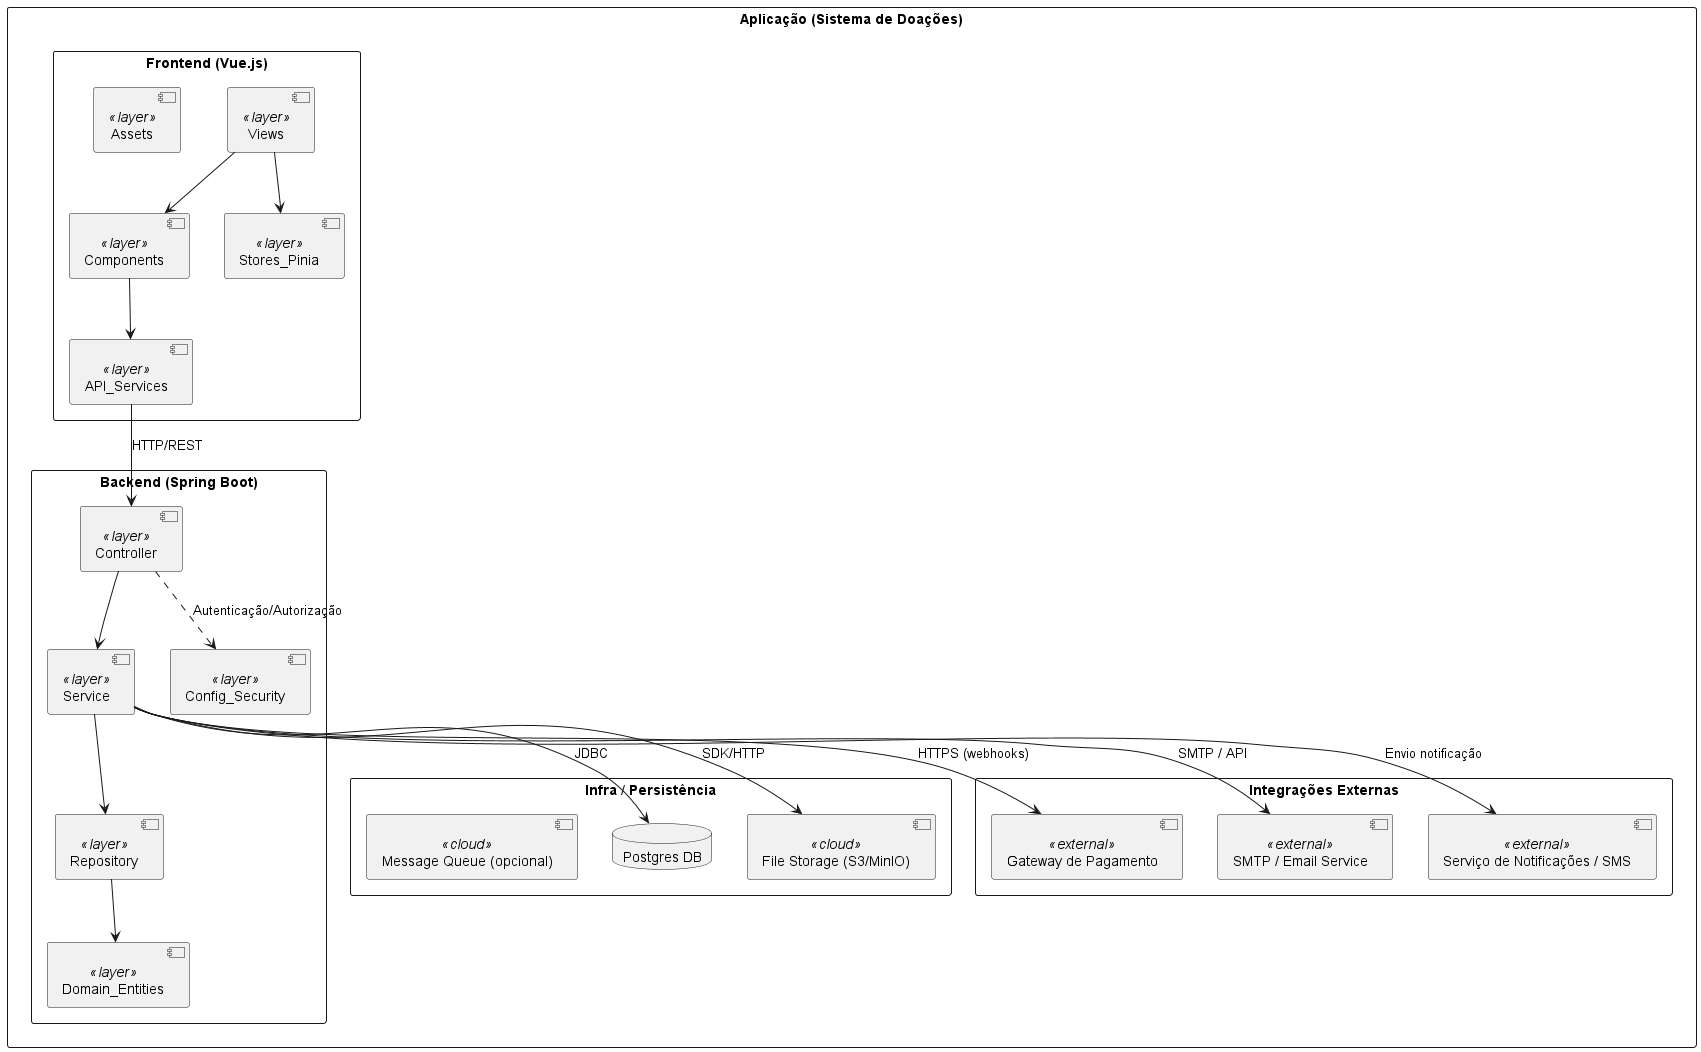 Aplicação (Sistema de Doações)
Frontend (Vue.js)
«layer»
Assets
«layer»
Views
«layer»
Components
«layer»
Stores_Pinia
«layer»
API_Services
HTTP/REST
Backend (Spring Boot)
«layer»
Controller
Autenticação/Autorização
«layer»
Service
«layer»
Config_Security
JDBC
SDK/HTTP
HTTPS (webhooks)
SMTP / API
Envio notificação
«layer»
Repository
«layer»
Domain_Entities
Infra / Persistência
«cloud»
Message Queue (opcional)
Postgres DB
«cloud»
File Storage (S3/MinIO)
Integrações Externas
«external»
Gateway de Pagamento
«external»
SMTP / Email Service
«external»
Serviço de Notificações / SMS